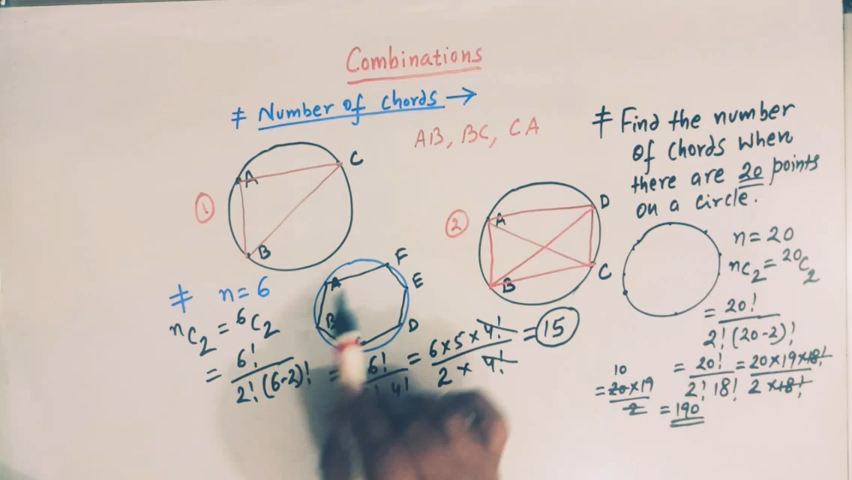 Combinations
≠ Number of chords →
AB, BC, CA
1
A
C
B
2
A
D
B
C
≠ n=6
nC2 = 6C2
= 6!
2!(6-2)!
= 6!
4!
= 6×5×4!
2×4!
= 15
A
F
E
B
D
≠ Find the number
of chords when
there are 20 points
on a circle.
n=20
nC2 = 20C2
= 20!
2!(20-2)!
= 20!
2! 18!
= 20×19×18!
2×18!
10
= 20×19
2
= 190